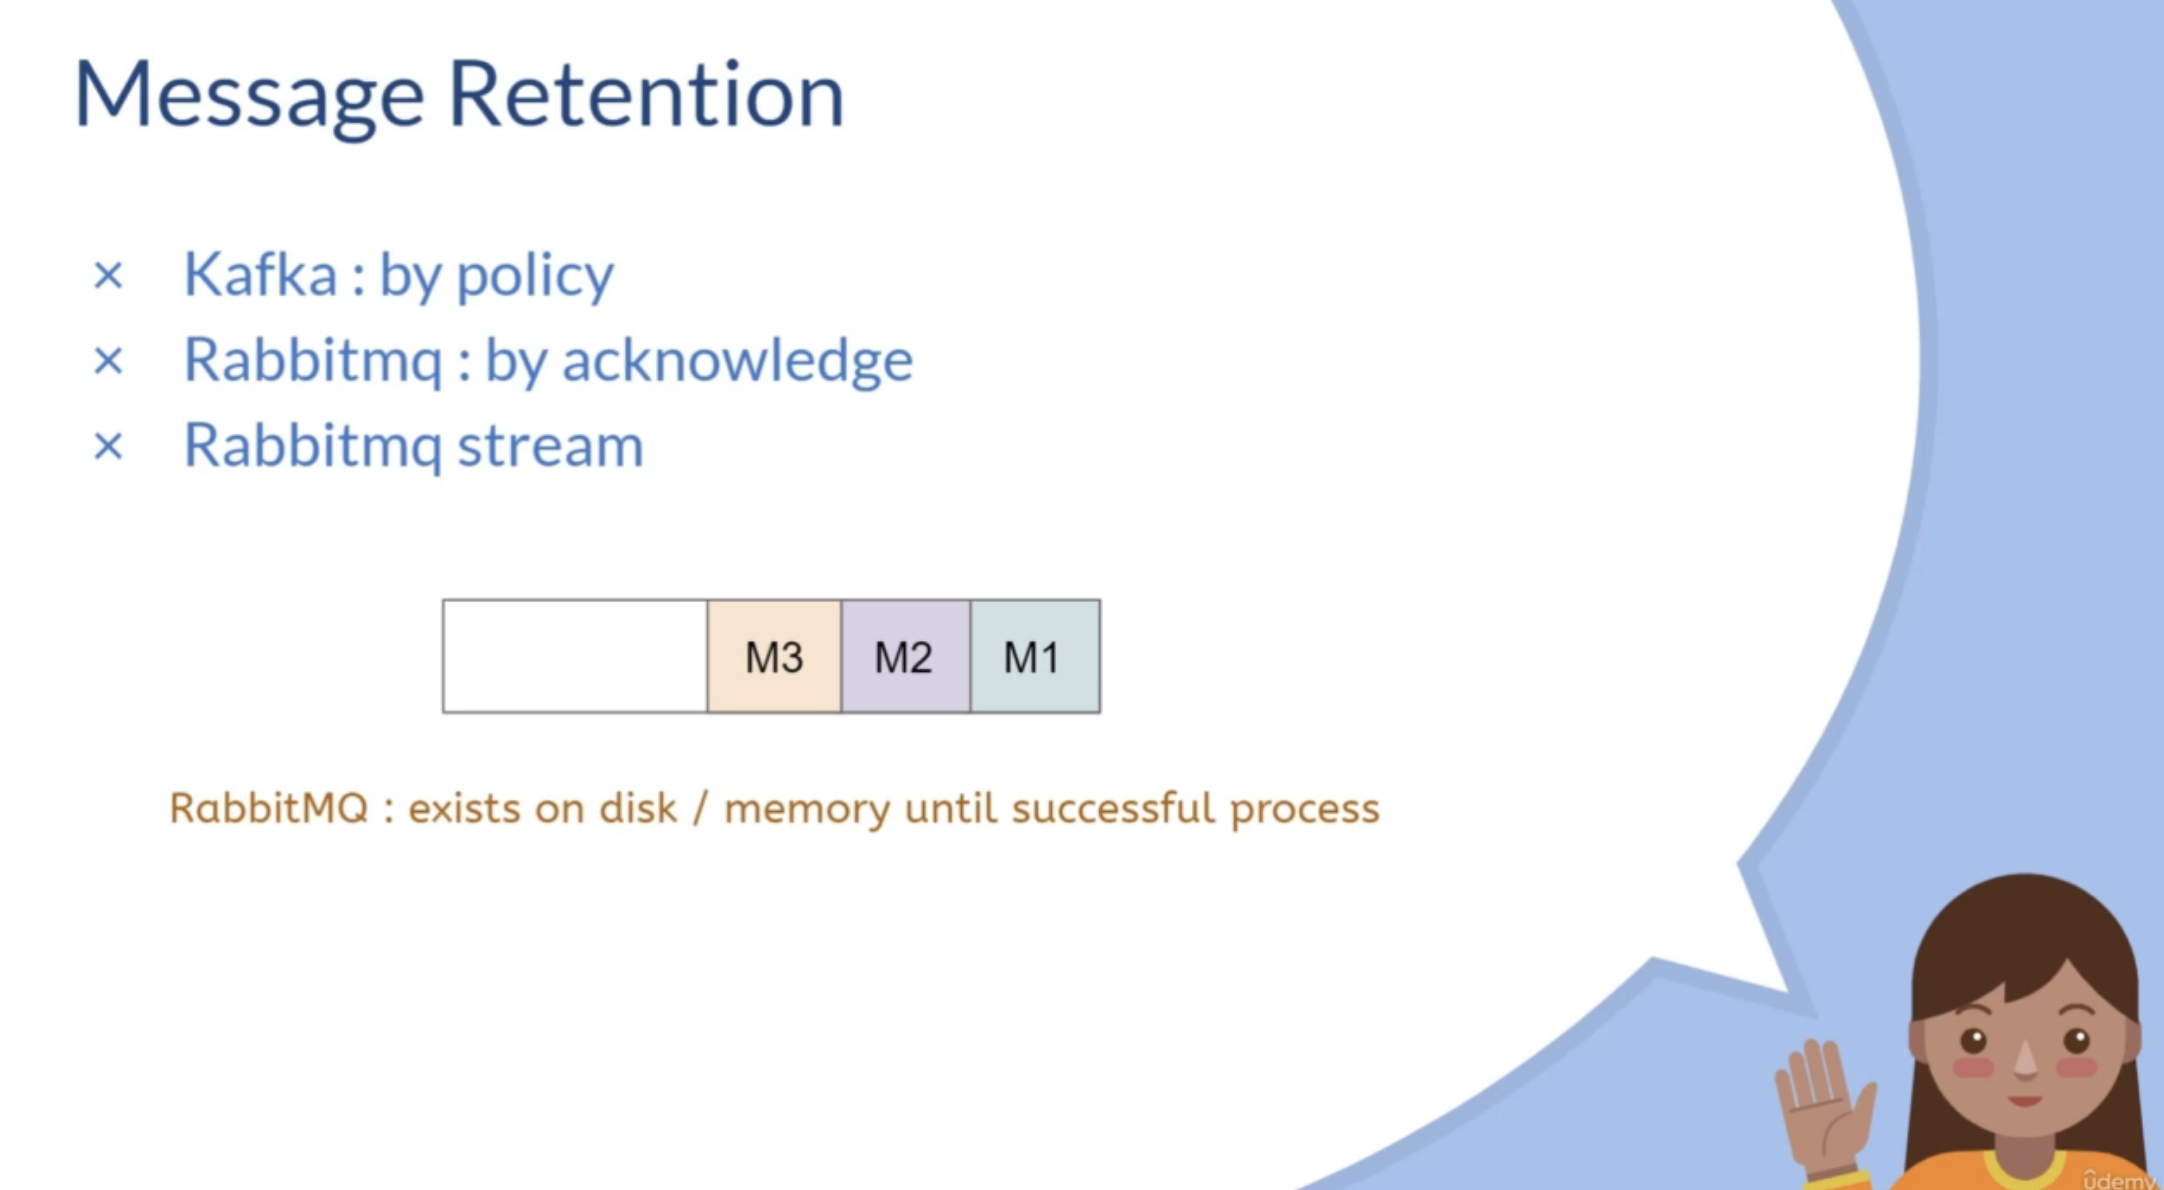 Message Retention
× Kafka : by policy
× Rabbitmq : by acknowledge
× Rabbitmq stream
M3 M2 M1
RabbitMQ : exists on disk / memory until successful process
ûdemy